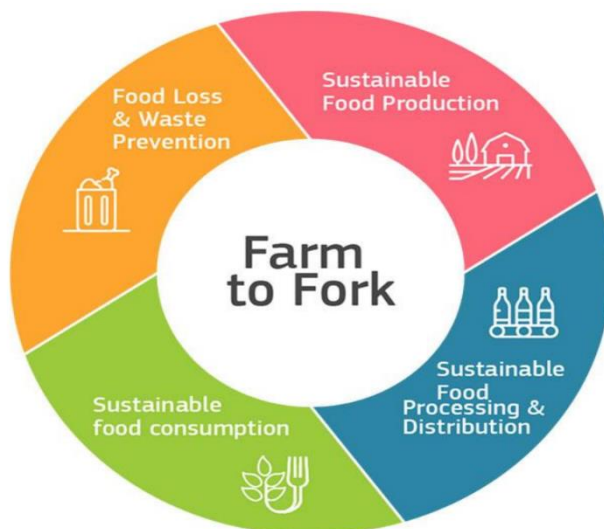 Food Loss
& Waste
Prevention
Sustainable
Food Production
Farm
to Fork
Sustainable
Food
Processing &
Distribution
Sustainable
food consumption